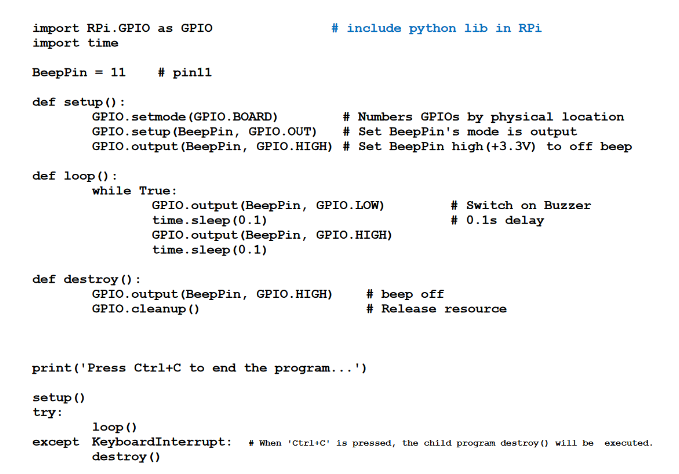 import RPi.GPIO as GPIO # include python lib in RPi
import time
BeepPin = 11 # pin11
def setup():
GPIO.setmode(GPIO.BOARD) # Numbers GPIOs by physical location
GPIO.setup(BeepPin, GPIO.OUT) # Set BeepPin's mode is output
GPIO.output(BeepPin, GPIO.HIGH) # Set BeepPin high(+3.3V) to off beep
def loop():
while True:
GPIO.output(BeepPin, GPIO.LOW) # Switch on Buzzer
time.sleep(0.1) # 0.1s delay
GPIO.output(BeepPin, GPIO.HIGH)
time.sleep(0.1)
def destroy():
GPIO.output(BeepPin, GPIO.HIGH) # beep off
GPIO.cleanup() # Release resource
print('Press Ctrl+C to end the program...')
setup()
try:
loop()
except KeyboardInterrupt: # When 'Ctrl+C' is pressed, the child program destroy() will be executed.
destroy()